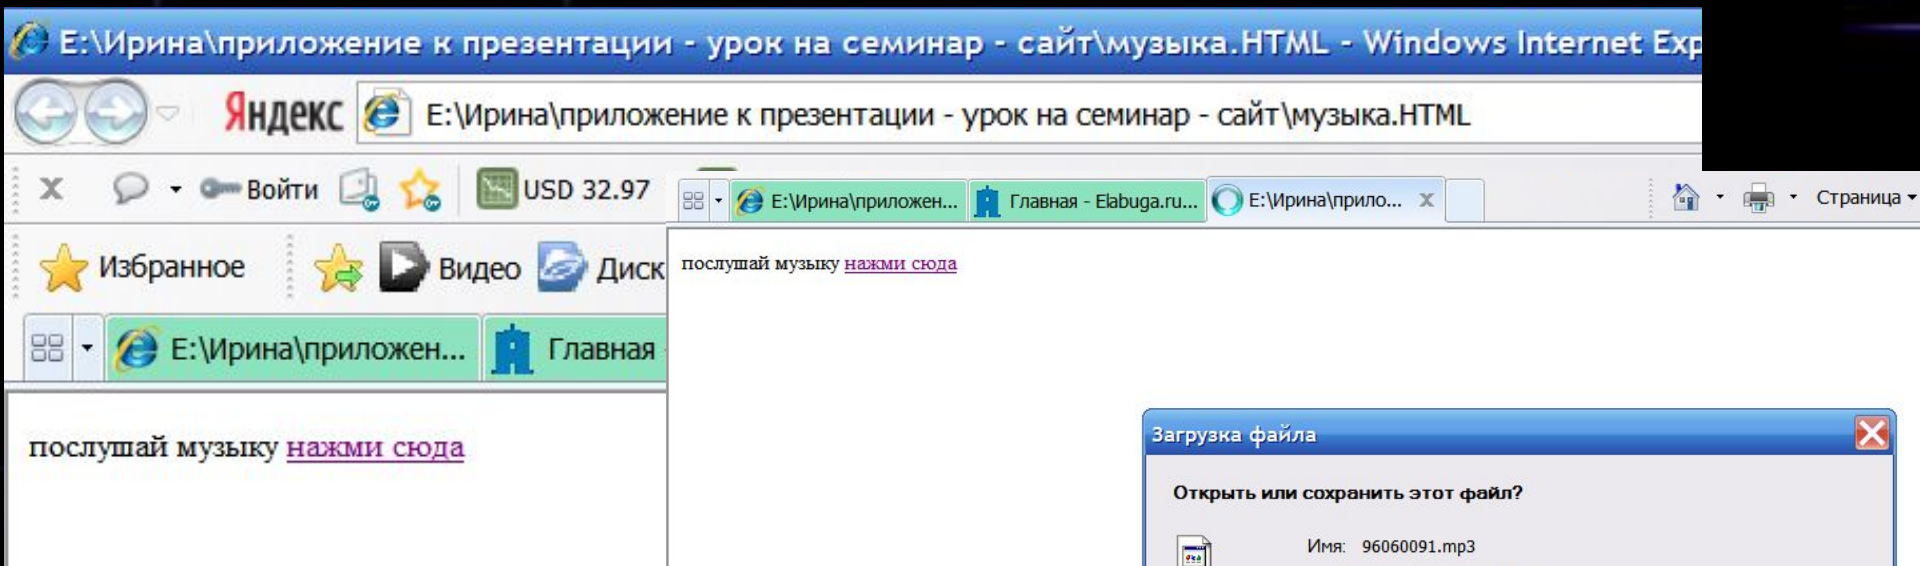 E:\Ирина\приложение к презентации - урок на семинар - сайт\музыка.HTML - Windows Internet Exp
Яндекс E:\Ирина\приложение к презентации - урок на семинар - сайт\музыка.HTML
Войти USD 32.97
Избранное Видео Диск
E:\Ирина\приложен... Главная
послушай музыку нажми сюда
E:\Ирина\приложен... Главная - Elabuga.ru... E:\Ирина\прило... X Страница
послушай музыку нажми сюда
Загрузка файла
Открыть или сохранить этот файл?
Имя: 96060091.mp3